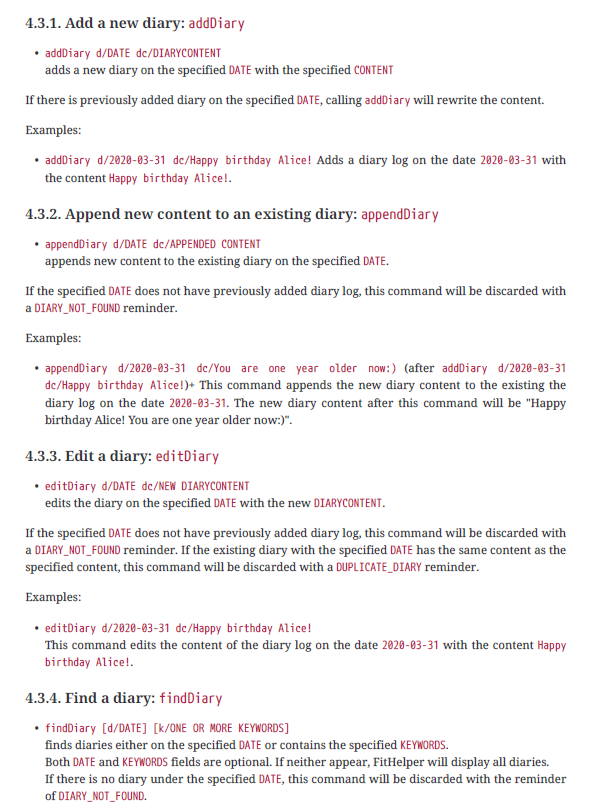 4.3.1. Add a new diary: addDiary
• addDiary d/DATE dc/DIARYCONTENT
adds a new diary on the specified DATE with the specified CONTENT
If there is previously added diary on the specified DATE, calling addDiary will rewrite the content.
Examples:
• addDiary d/2020-03-31 dc/Happy birthday Alice! Adds a diary log on the date 2020-03-31 with
the content Happy birthday Alice!.
4.3.2. Append new content to an existing diary: appendDiary
• appendDiary d/DATE dc/APPENDED CONTENT
appends new content to the existing diary on the specified DATE.
If the specified DATE does not have previously added diary log, this command will be discarded with
a DIARY_NOT_FOUND reminder.
Examples:
• appendDiary d/2020-03-31 dc/You are one year older now:) (after addDiary d/2020-03-31
dc/Happy birthday Alice!)+ This command appends the new diary content to the existing the
diary log on the date 2020-03-31. The new diary content after this command will be "Happy
birthday Alice! You are one year older now:)".
4.3.3. Edit a diary: editDiary
• editDiary d/DATE dc/NEW DIARYCONTENT
edits the diary on the specified DATE with the new DIARYCONTENT.
If the specified DATE does not have previously added diary log, this command will be discarded with
a DIARY_NOT_FOUND reminder. If the existing diary with the specified DATE has the same content as the
specified content, this command will be discarded with a DUPLICATE_DIARY reminder.
Examples:
• editDiary d/2020-03-31 dc/Happy birthday Alice!
This command edits the content of the diary log on the date 2020-03-31 with the content Happy
birthday Alice!.
4.3.4. Find a diary: findDiary
• findDiary [d/DATE] [k/ONE OR MORE KEYWORDS]
finds diaries either on the specified DATE or contains the specified KEYWORDS.
Both DATE and KEYWORDS fields are optional. If neither appear, FitHelper will display all diaries.
If there is no diary under the specified DATE, this command will be discarded with the reminder
of DIARY_NOT_FOUND.